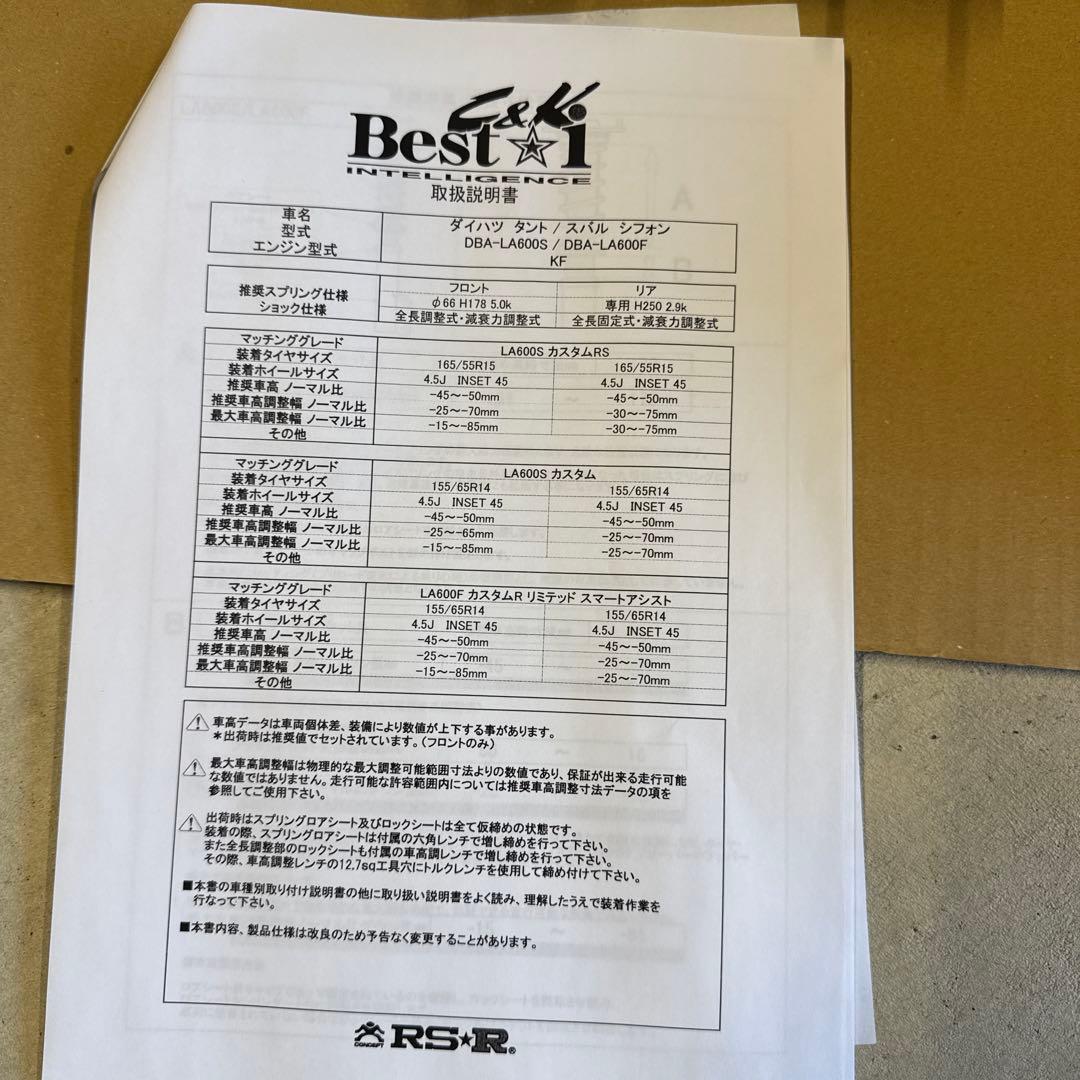 C&K
Best☆i
INTELLIGENCE
取扱説明書
車名 ダイハツ タント / スバル シフォン
型式 DBA-LA600S / DBA-LA600F
エンジン型式 KF
フロント リア
推奨スプリング仕様 φ66 H178 5.0k 専用 H250 2.9k
ショック仕様 全長調整式・減衰力調整式 全長固定式・減衰力調整式
マッチンググレード LA600S カスタムRS
装着タイヤサイズ 165/55R15 165/55R15
装着ホイールサイズ 4.5J INSET 45 4.5J INSET 45
推奨車高 ノーマル比 -45~-50mm -45~-50mm
推奨車高調整幅 ノーマル比 -25~-70mm -30~-75mm
最大車高調整幅 ノーマル比 -15~-85mm -30~-75mm
その他
マッチンググレード LA600S カスタム
装着タイヤサイズ 155/65R14 155/65R14
装着ホイールサイズ 4.5J INSET 45 4.5J INSET 45
推奨車高 ノーマル比 -45~-50mm -45~-50mm
推奨車高調整幅 ノーマル比 -25~-65mm -25~-70mm
最大車高調整幅 ノーマル比 -15~-85mm -25~-70mm
その他
マッチンググレード LA600F カスタムR リミテッド スマートアシスト
装着タイヤサイズ 155/65R14 155/65R14
装着ホイールサイズ 4.5J INSET 45 4.5J INSET 45
推奨車高 ノーマル比 -45~-50mm -45~-50mm
推奨車高調整幅 ノーマル比 -25~-70mm -25~-70mm
最大車高調整幅 ノーマル比 -15~-85mm -25~-70mm
その他
車高データは車両個体差、装備により数値が上下する事があります。
*出荷時は推奨値でセットされています。(フロントのみ)
最大車高調整幅は物理的な最大調整可能範囲寸法よりの数値であり、保証が出来る走行可能
な数値ではありません。走行可能な許容範囲内については推奨車高調整寸法データの項を
参照してご使用下さい。
出荷時はスプリングロアシート及びロックシートは全て仮締めの状態です。
装着の際、スプリングロアシートは付属の六角レンチで増し締めを行って下さい。
また全長調整部のロックシートも付属の車高調レンチで増し締めを行って下さい。
その際、車高調整レンチの12.7sq工具穴にトルクレンチを使用して締め付けて下さい。
■本書の車種別取り付け説明書の他に取り扱い説明書をよく読み、理解したうえで装着作業を
行なって下さい。
■本書内容、製品仕様は改良のため予告なく変更することがあります。
CONCEPT RS★R®